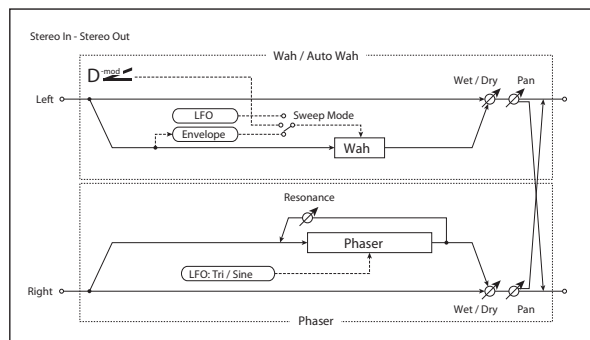 Stereo In - Stereo Out
Wah / Auto Wah
D-mod
Wet / Dry
Pan
Left
LFO
Sweep Mode
Envelope
Wah
Resonance
Phaser
LFO: Tri / Sine
Right
Wet / Dry
Pan
Phaser